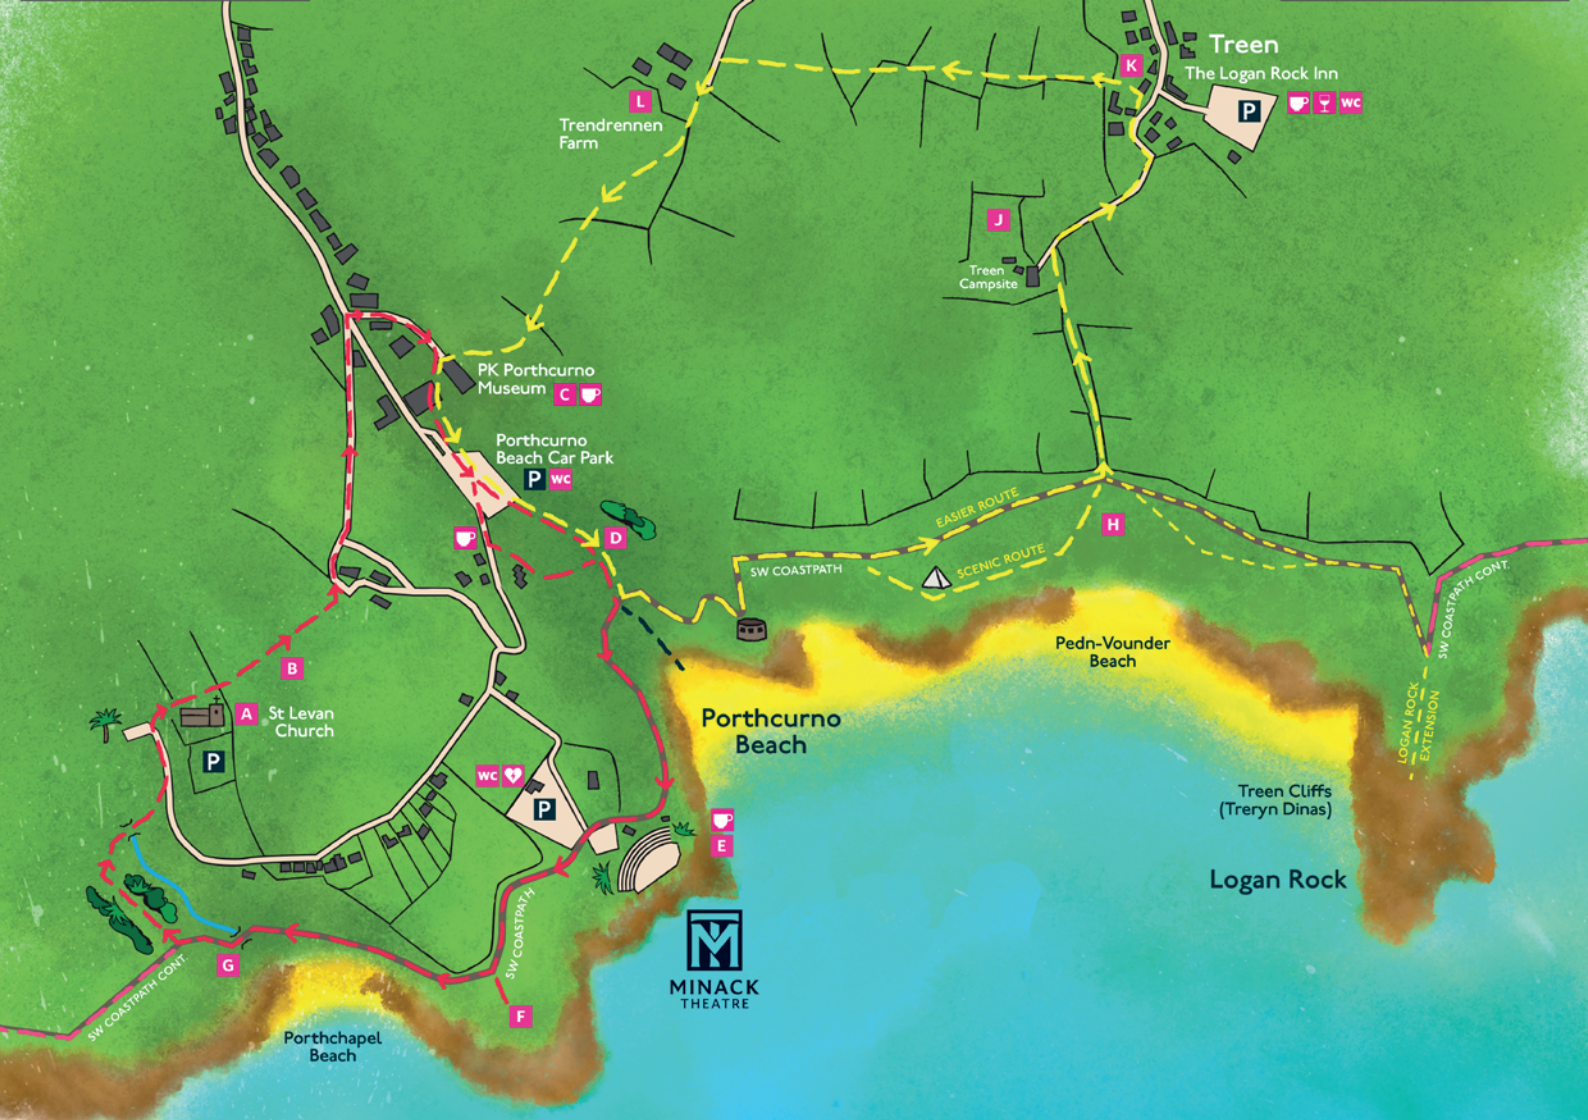 Treen
The Logan Rock Inn
K
P
WC
L
Trendrennen
Farm
J
Treen
Campsite
PK Porthcurno
Museum
C
Porthcurno
Beach Car Park
P
WC
D
EASIER ROUTE
H
SW COASTPATH
SCENIC ROUTE
SW COASTPATH CONT.
B
Pedn-Vounder
Beach
A
St Levan
Church
P
Porthcurno
Beach
LOGAN ROCK
EXTENSION
WC
P
Treen Cliffs
(Treryn Dinas)
E
Logan Rock
SW COASTPATH
G
SW COASTPATH CONT.
M
MINACK
THEATRE
F
Porthchapel
Beach